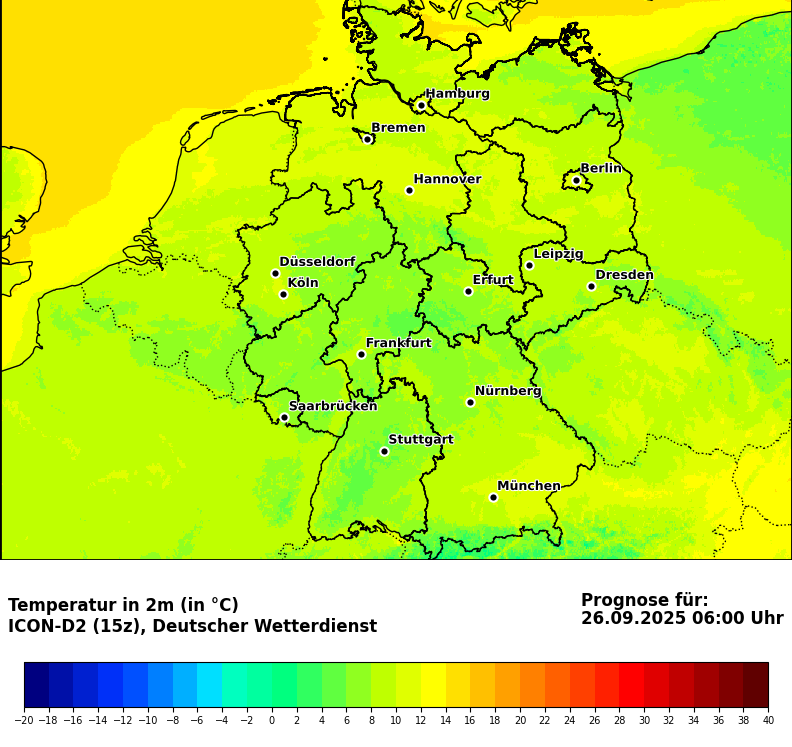 Hamburg
Bremen
Berlin
Hannover
Leipzig
Düsseldorf
Dresden
Köln
Erfurt
Frankfurt
Nürnberg
Saarbrücken
Stuttgart
München
Temperatur in 2m (in °C)
ICON-D2 (15z), Deutscher Wetterdienst
Prognose für:
26.09.2025 06:00 Uhr
−20 −18 −16 −14 −12 −10 −8 −6 −4 −2 0 2 4 6 8 10 12 14 16 18 20 22 24 26 28 30 32 34 36 38 40